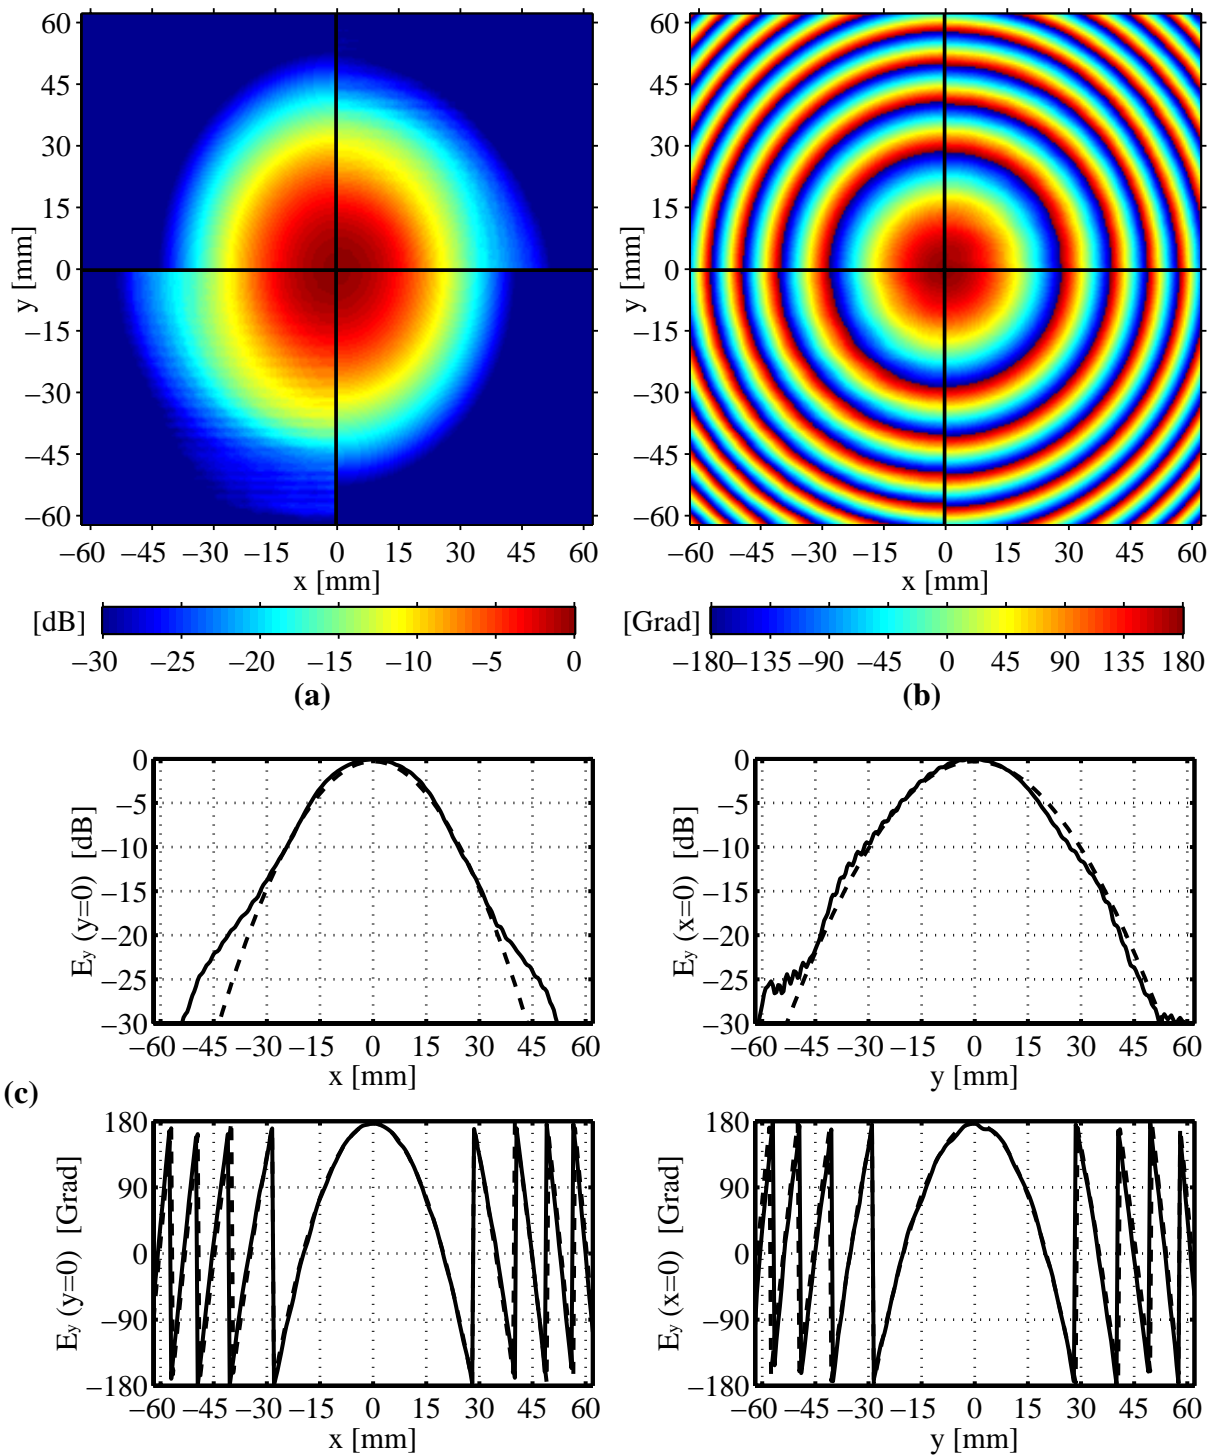 60
45
30
15
0
−15
−30
−45
−60
y [mm]
−60 −45 −30 −15 0 15 30 45 60
x [mm]
[dB]
−30 −25 −20 −15 −10 −5 0
(a)
60
45
30
15
0
−15
−30
−45
−60
y [mm]
−60 −45 −30 −15 0 15 30 45 60
x [mm]
[Grad]
−180 −135 −90 −45 0 45 90 135 180
(b)
0
−5
−10
−15
−20
−25
−30
Ey (y=0) [dB]
−60 −45 −30 −15 0 15 30 45 60
x [mm]
0
−5
−10
−15
−20
−25
−30
Ey (x=0) [dB]
−60 −45 −30 −15 0 15 30 45 60
y [mm]
(c)
180
90
0
−90
−180
Ey (y=0) [Grad]
−60 −45 −30 −15 0 15 30 45 60
x [mm]
180
90
0
−90
−180
Ey (x=0) [Grad]
−60 −45 −30 −15 0 15 30 45 60
y [mm]